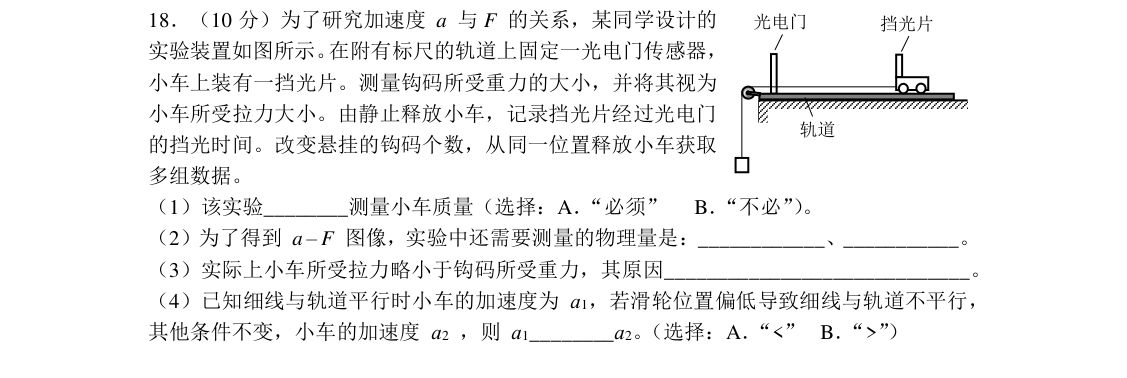 18．（10 分）为了研究加速度 a 与 F 的关系，某同学设计的
实验装置如图所示。在附有标尺的轨道上固定一光电门传感器，
小车上装有一挡光片。测量钩码所受重力的大小，并将其视为
小车所受拉力大小。由静止释放小车，记录挡光片经过光电门
的挡光时间。改变悬挂的钩码个数，从同一位置释放小车获取
多组数据。
光电门
挡光片
轨道
（1）该实验________测量小车质量（选择：A．“必须”　B．“不必”）。
（2）为了得到 a–F 图像，实验中还需要测量的物理量是：____________、___________。
（3）实际上小车所受拉力略小于钩码所受重力，其原因_____________________________。
（4）已知细线与轨道平行时小车的加速度为 a1，若滑轮位置偏低导致细线与轨道不平行，
其他条件不变，小车的加速度 a2 ，则 a1________a2。（选择：A．“<”　B．“>”）